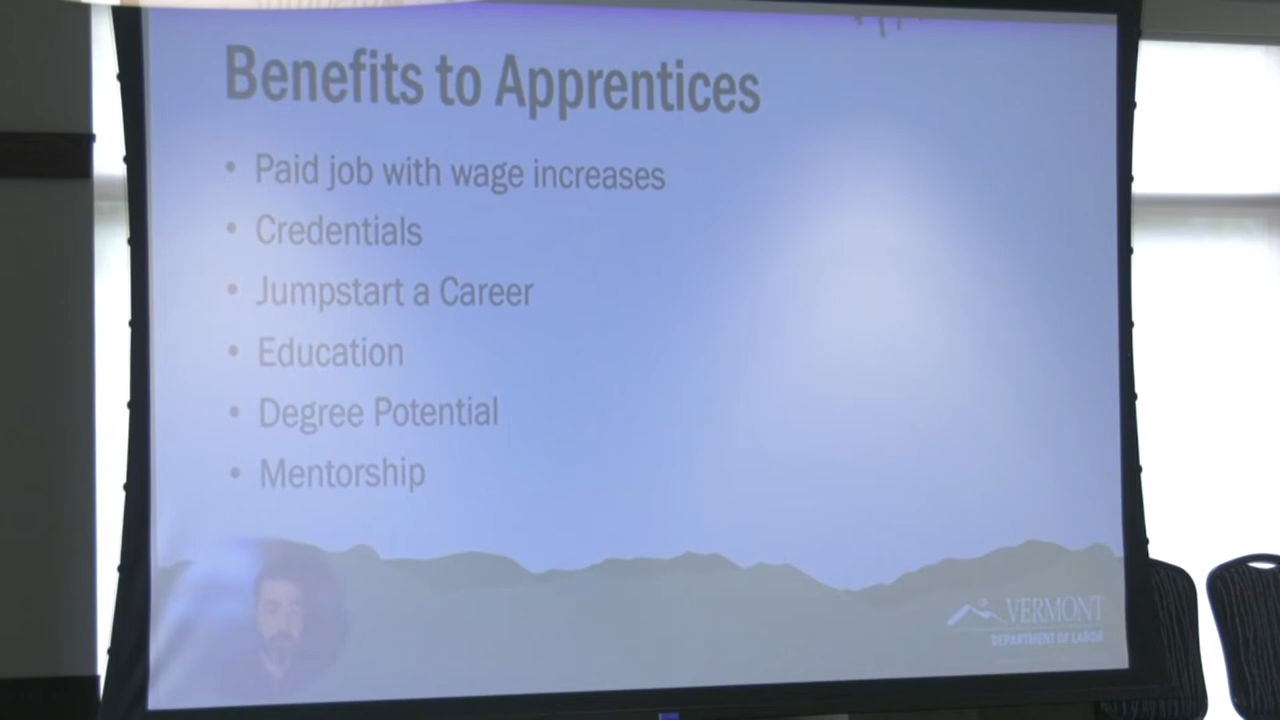 Benefits to Apprentices
• Paid job with wage increases
• Credentials
• Jumpstart a Career
• Education
• Degree Potential
• Mentorship
VERMONT
DEPARTMENT OF LABOR